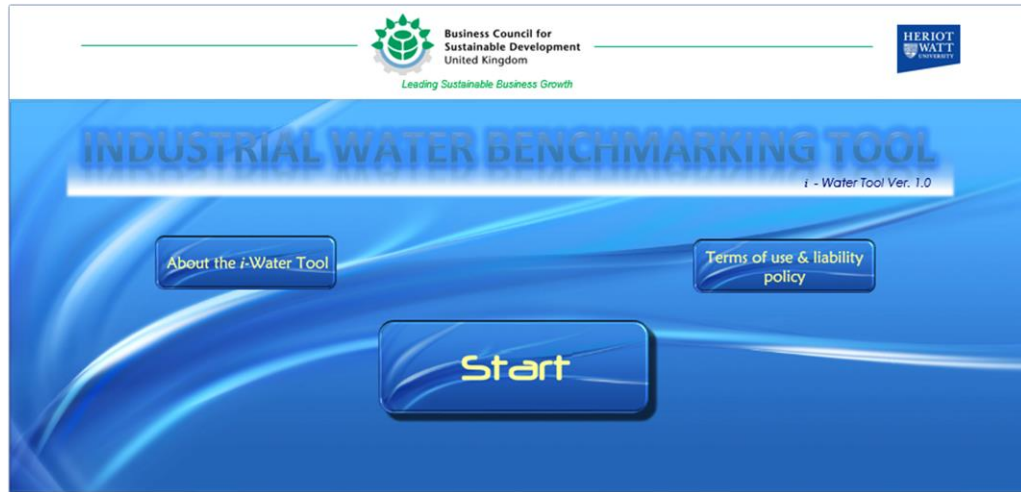 Business Council for
Sustainable Development
United Kingdom
Leading Sustainable Business Growth
HERIOT
WATT
UNIVERSITY
INDUSTRIAL WATER BENCHMARKING TOOL
i - Water Tool Ver. 1.0
About the i-Water Tool
Terms of use & liability
policy
Start